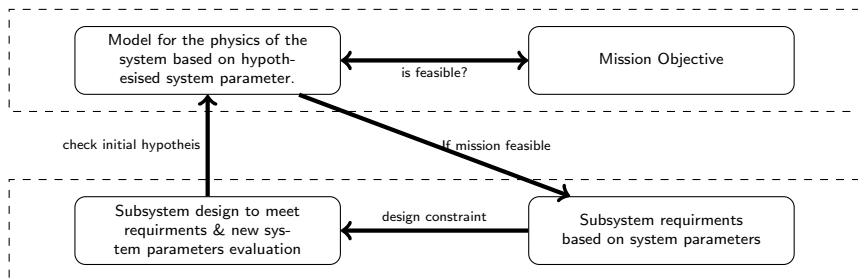 Model for the physics of the
system based on hypoth-
esised system parameter.
is feasible?
Mission Objective
check initial hypotheis
If mission feasible
Subsystem design to meet
requirments & new sys-
tem parameters evaluation
design constraint
Subsystem requirments
based on system parameters